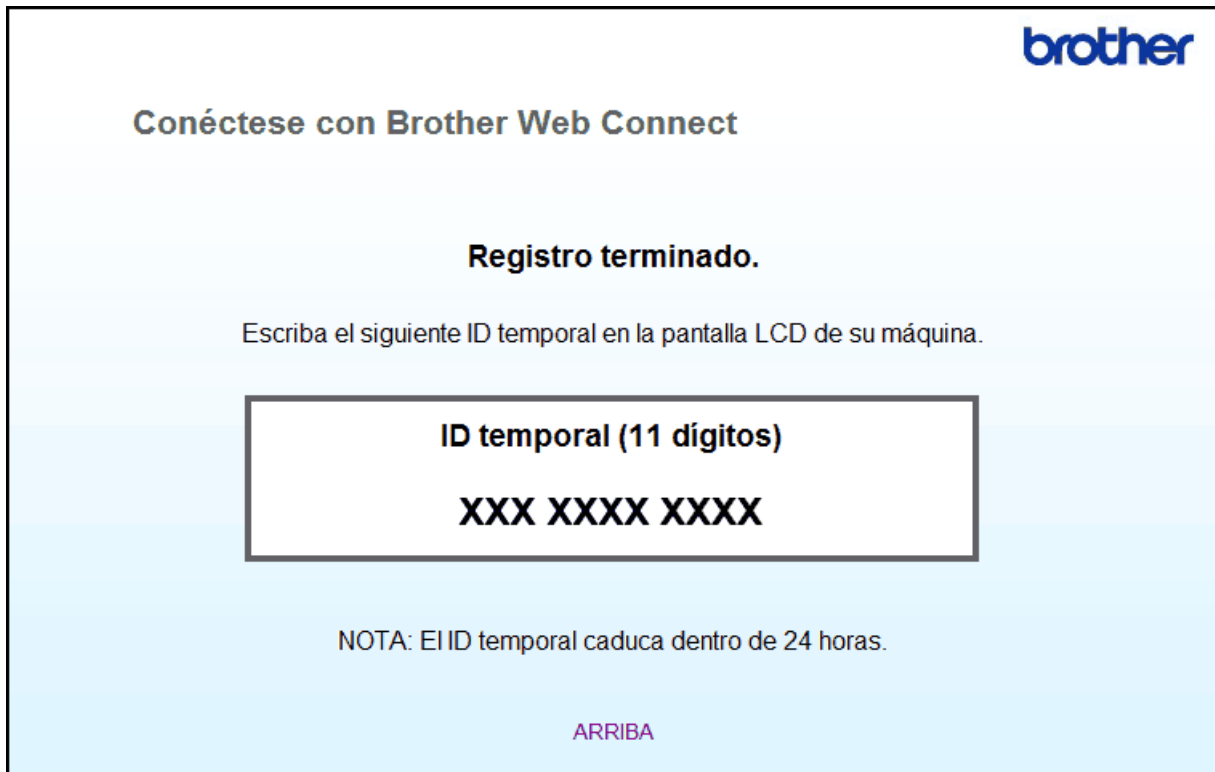 brother
Conéctese con Brother Web Connect
Registro terminado.
Escriba el siguiente ID temporal en la pantalla LCD de su máquina.
ID temporal (11 dígitos)
XXX XXXX XXXX
NOTA: El ID temporal caduca dentro de 24 horas.
ARRIBA